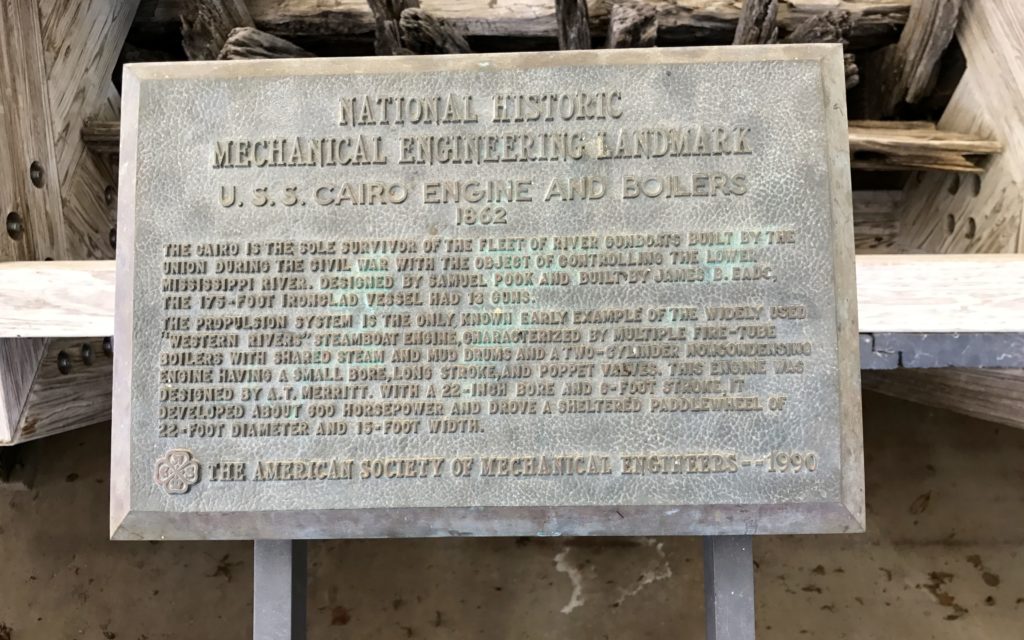 NATIONAL HISTORIC
MECHANICAL ENGINEERING LANDMARK
U. S. S. CAIRO ENGINE AND BOILERS
1862
THE CAIRO IS THE SOLE SURVIVOR OF THE FLEET OF RIVER GUNBOATS BUILT BY THE
UNION DURING THE CIVIL WAR WITH THE OBJECT OF CONTROLLING THE LOWER
MISSISSIPPI RIVER. DESIGNED BY SAMUEL POOK AND BUILT BY JAMES B. EADS,
THE 175-FOOT IRONCLAD VESSEL HAD 13 GUNS.
THE PROPULSION SYSTEM IS THE ONLY KNOWN EARLY EXAMPLE OF THE WIDELY USED
"WESTERN RIVERS" STEAMBOAT ENGINE, CHARACTERIZED BY MULTIPLE FIRE-TUBE
BOILERS WITH SHARED STEAM AND MUD DRUMS AND A TWO-CYLINDER NONCONDENSING
ENGINE HAVING A SMALL BORE, LONG STROKE, AND POPPET VALVES. THIS ENGINE WAS
DESIGNED BY A.T. MERRITT. WITH A 22-INCH BORE AND 6-FOOT STROKE, IT
DEVELOPED ABOUT 600 HORSEPOWER AND DROVE A SHELTERED PADDLEWHEEL OF
22-FOOT DIAMETER AND 15-FOOT WIDTH.
THE AMERICAN SOCIETY OF MECHANICAL ENGINEERS--1990